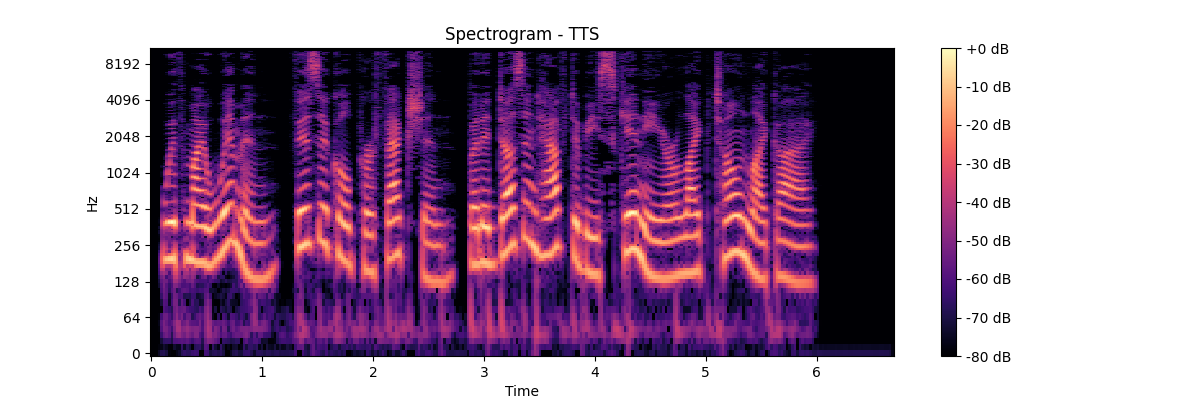 Spectrogram - TTS
Hz
8192
4096
2048
1024
512
256
128
64
0
0 1 2 3 4 5 6
Time
+0 dB
-10 dB
-20 dB
-30 dB
-40 dB
-50 dB
-60 dB
-70 dB
-80 dB